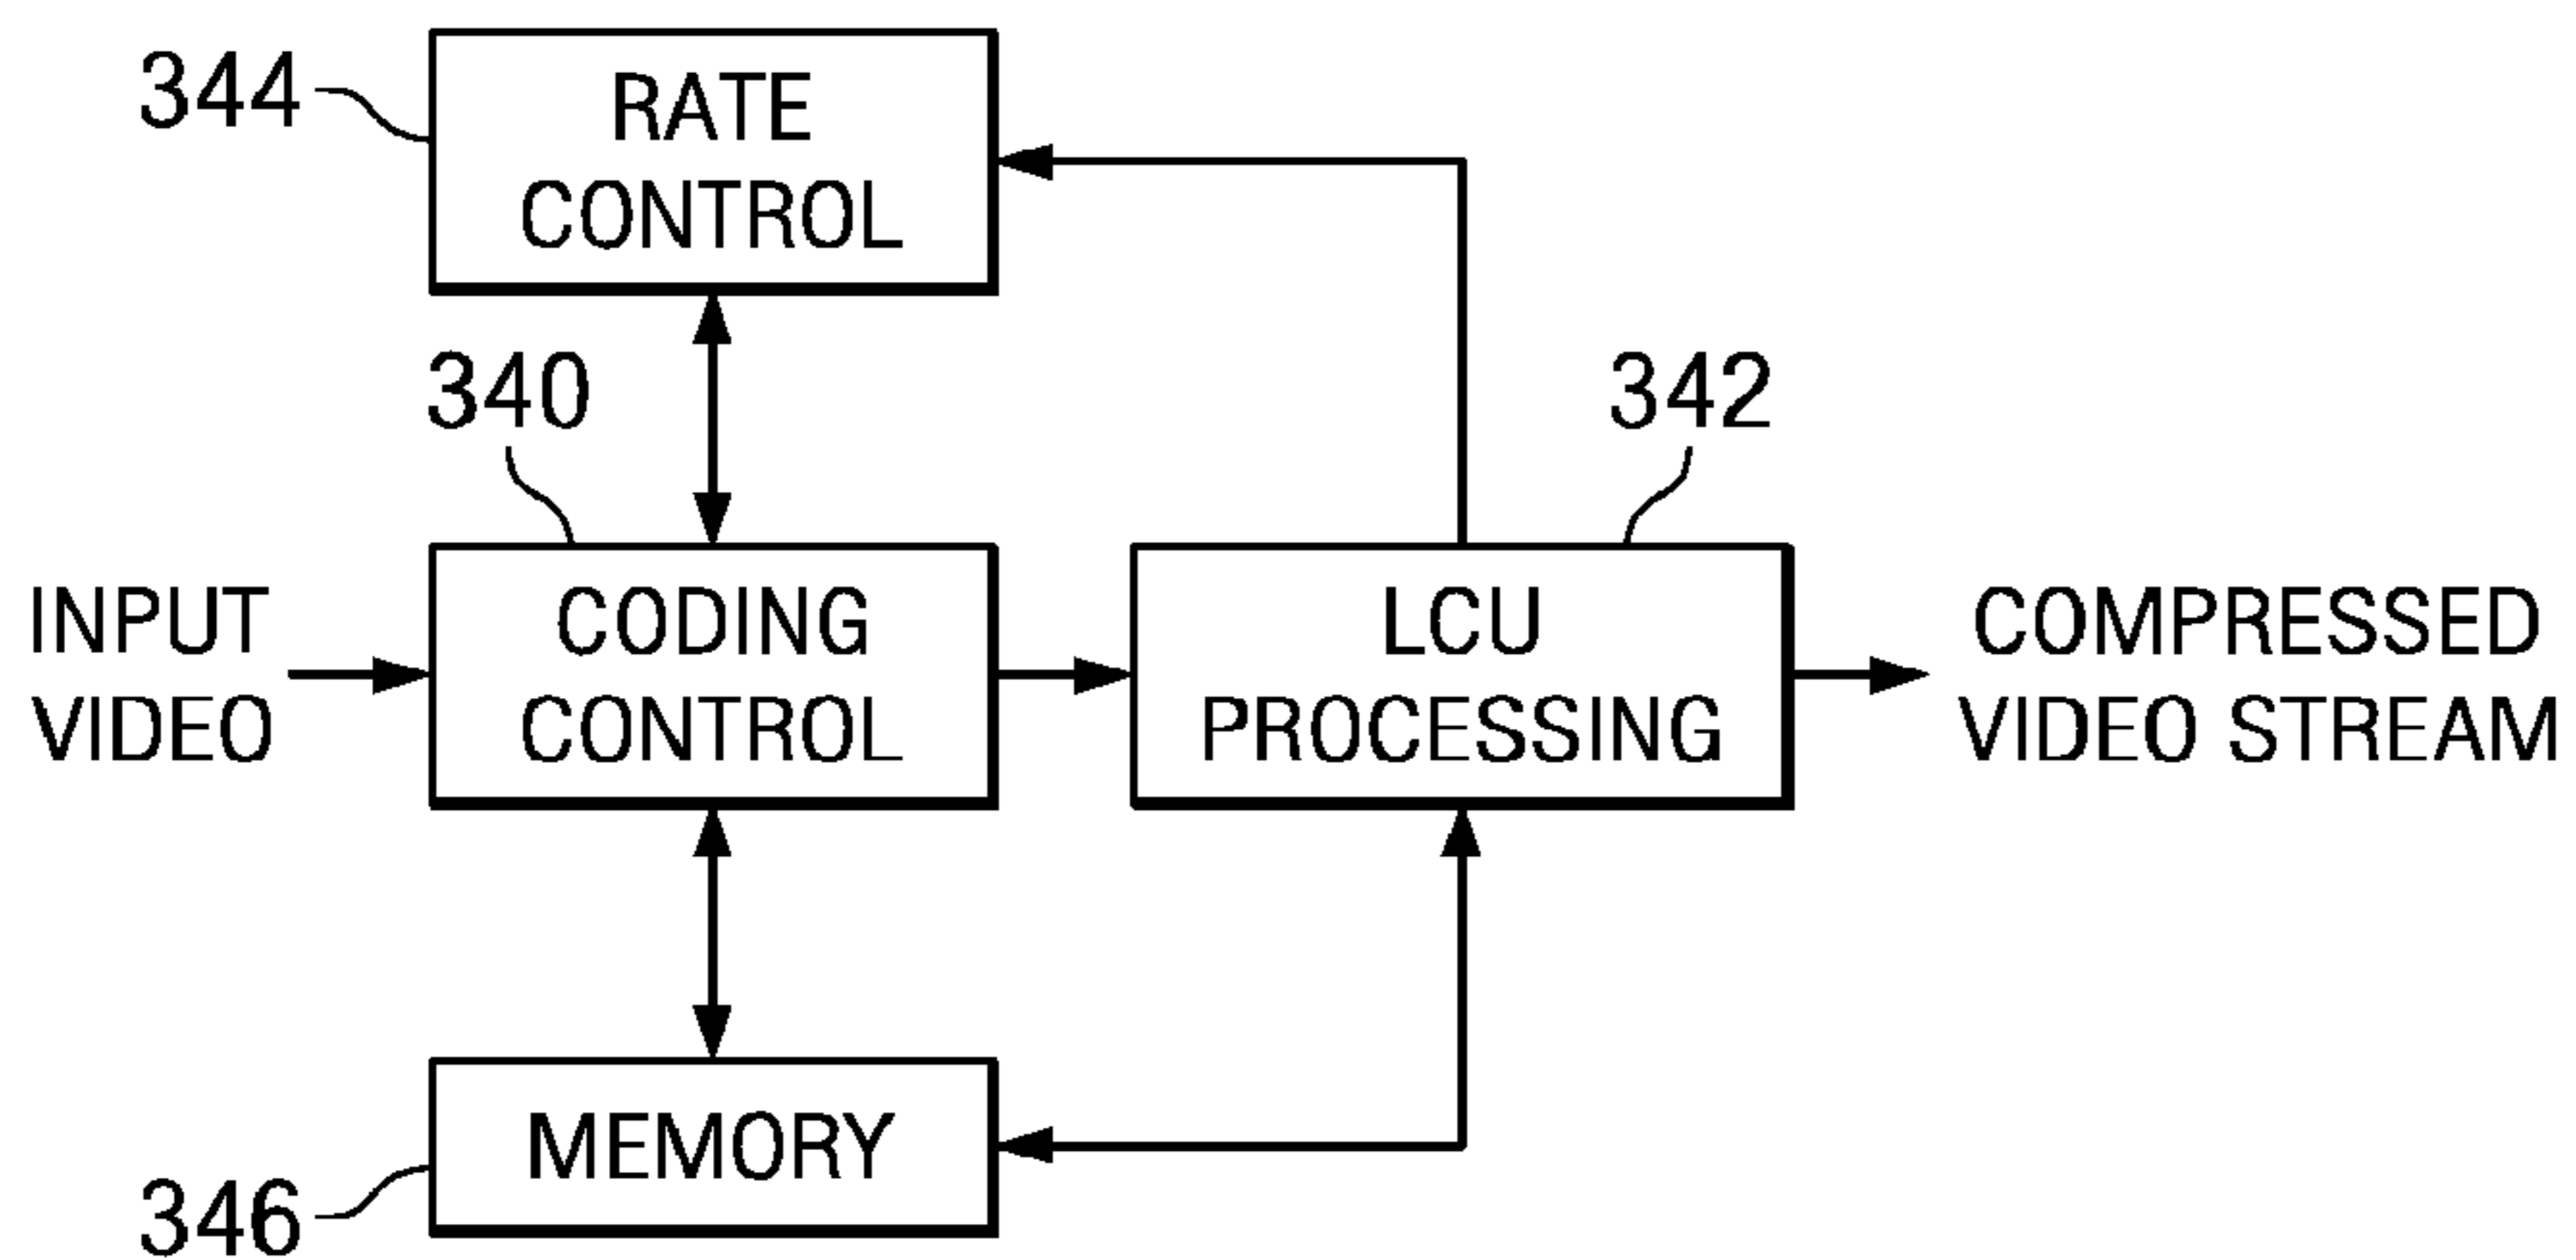 344
RATE
CONTROL
340
342
INPUT
VIDEO
CODING
CONTROL
LCU
PROCESSING
COMPRESSED
VIDEO STREAM
MEMORY
346